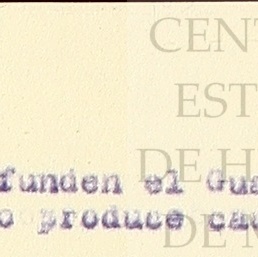 CENT
EST
funden el Gua
DE H
o produce cau
DE M